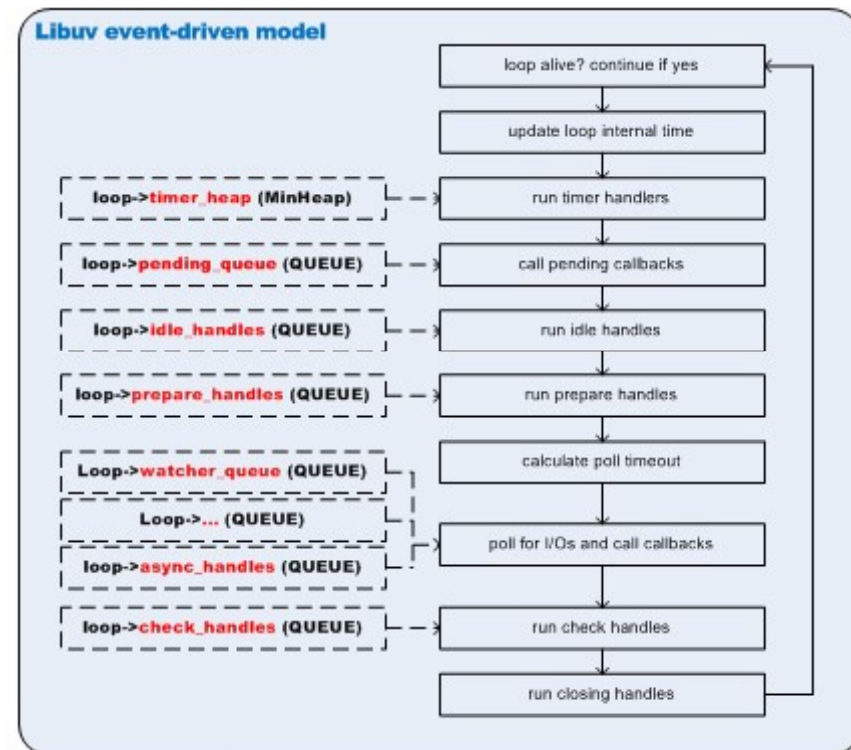 Libuv event-driven model
loop alive? continue if yes
update loop internal time
loop->timer_heap (MinHeap)
run timer handlers
loop->pending_queue (QUEUE)
call pending callbacks
loop->idle_handles (QUEUE)
run idle handles
loop->prepare_handles (QUEUE)
run prepare handles
calculate poll timeout
Loop->watcher_queue (QUEUE)
Loop->... (QUEUE)
loop->async_handles (QUEUE)
poll for I/Os and call callbacks
loop->check_handles (QUEUE)
run check handles
run closing handles